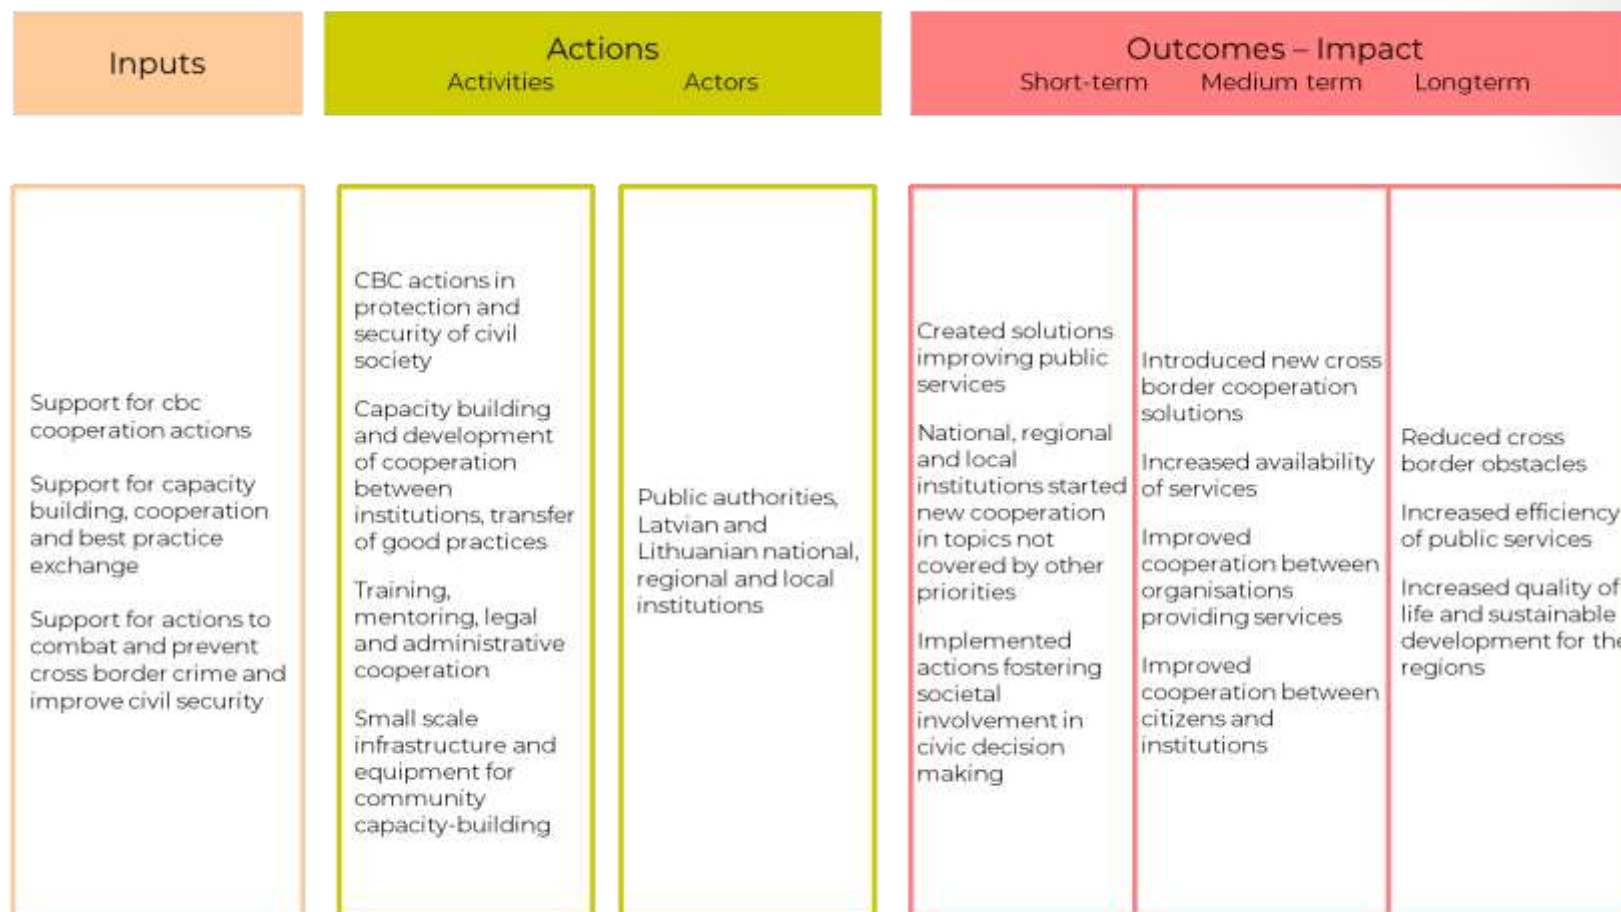 Inputs
Actions
Activities
Actors
Outcomes – Impact
Short-term
Medium term
Longterm
Support for cbc
cooperation actions
Support for capacity
building, cooperation
and best practice
exchange
Support for actions to
combat and prevent
cross border crime and
improve civil security
CBC actions in
protection and
security of civil
society
Capacity building
and development
of cooperation
between
institutions, transfer
of good practices
Training,
mentoring, legal
and administrative
cooperation
Small scale
infrastructure and
equipment for
community
capacity-building
Public authorities,
Latvian and
Lithuanian national,
regional and local
institutions
Created solutions
improving public
services
National, regional
and local
institutions started
new cooperation
in topics not
covered by other
priorities
Implemented
actions fostering
societal
involvement in
civic decision
making
Introduced new cross
border cooperation
solutions
Increased availability
of services
Improved
cooperation between
organisations
providing services
Improved
cooperation between
citizens and
institutions
Reduced cross
border obstacles
Increased efficiency
of public services
Increased quality of
life and sustainable
development for the
regions